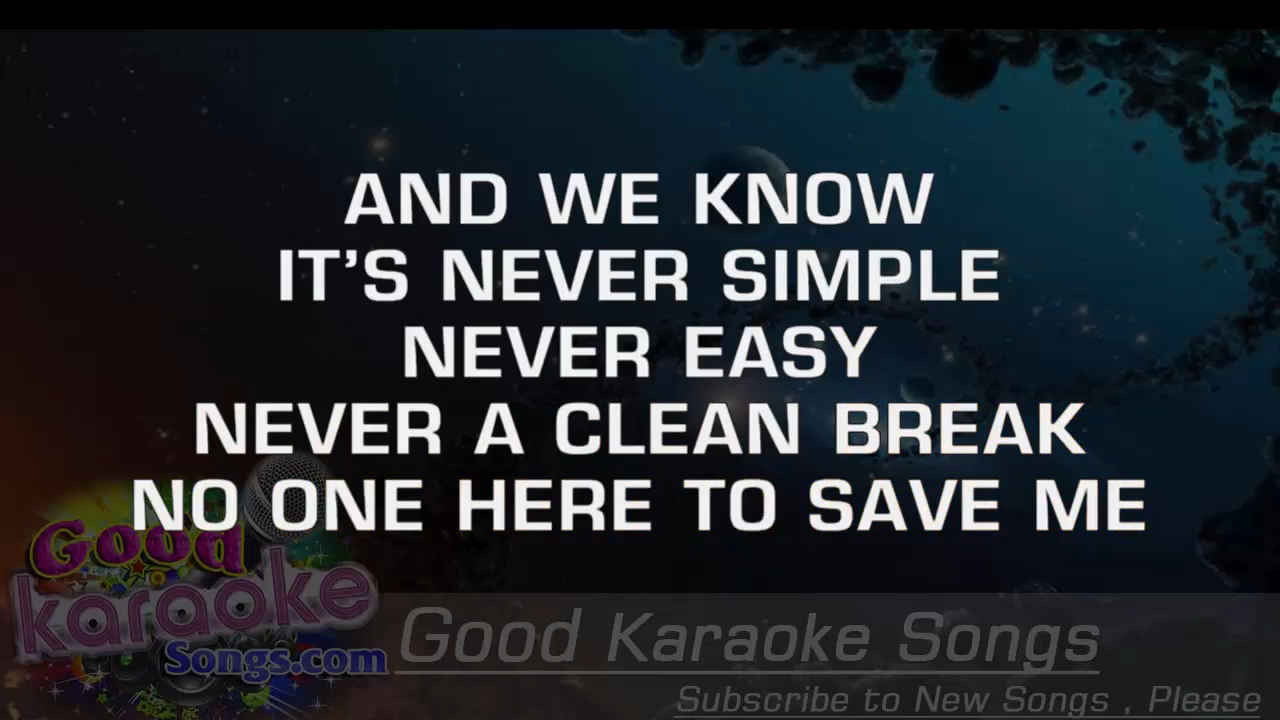 AND WE KNOW
IT’S NEVER SIMPLE
NEVER EASY
NEVER A CLEAN BREAK
NO ONE HERE TO SAVE ME
Good
karaoke
Songs.com
Good Karaoke Songs
Subscribe to New Songs , Please